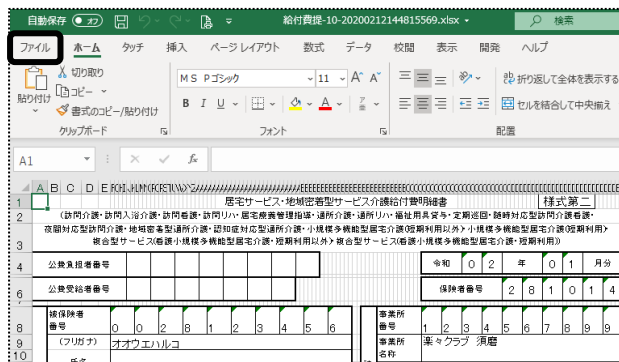 自動保存 オフ 給付費提-10-20200212144815569.xlsx 検索
ファイル ホーム タッチ 挿入 ページ レイアウト 数式 データ 校閲 表示 開発 ヘルプ
貼り付け 切り取り コピー 書式のコピー/貼り付け
クリップボード
ＭＳ Ｐゴシック 11
B I U
フォント
折り返して全体を表示する
セルを結合して中央揃え
配置
A1 fx
A B C D E
1 居宅サービス・地域密着型サービス介護給付費明細書 様式第二
2 (訪問介護・訪問入浴介護・訪問看護・訪問リハ・居宅療養管理指導・通所介護・通所リハ・福祉用具貸与・定期巡回・随時対応型訪問介護看護・
夜間対応型訪問介護・地域密着型通所介護・認知症対応型通所介護・小規模多機能型居宅介護(短期利用以外)・小規模多機能型居宅介護(短期利用)・
複合型サービス(看護小規模多機能型居宅介護・短期利用以外)・複合型サービス(看護小規模多機能型居宅介護・短期利用))
4 公費負担者番号 令和 0 2 年 0 1 月分
6 公費受給者番号 保険者番号 2 8 1 0 1 4
8 被保険者番号 0 0 2 8 1 2 3 4 5 6 事業所番号 1 2 3 4 5 6 7 8 9 9
9 (フリガナ) オオウエハルコ 事業所名称 楽々クラブ 須磨
10 氏名